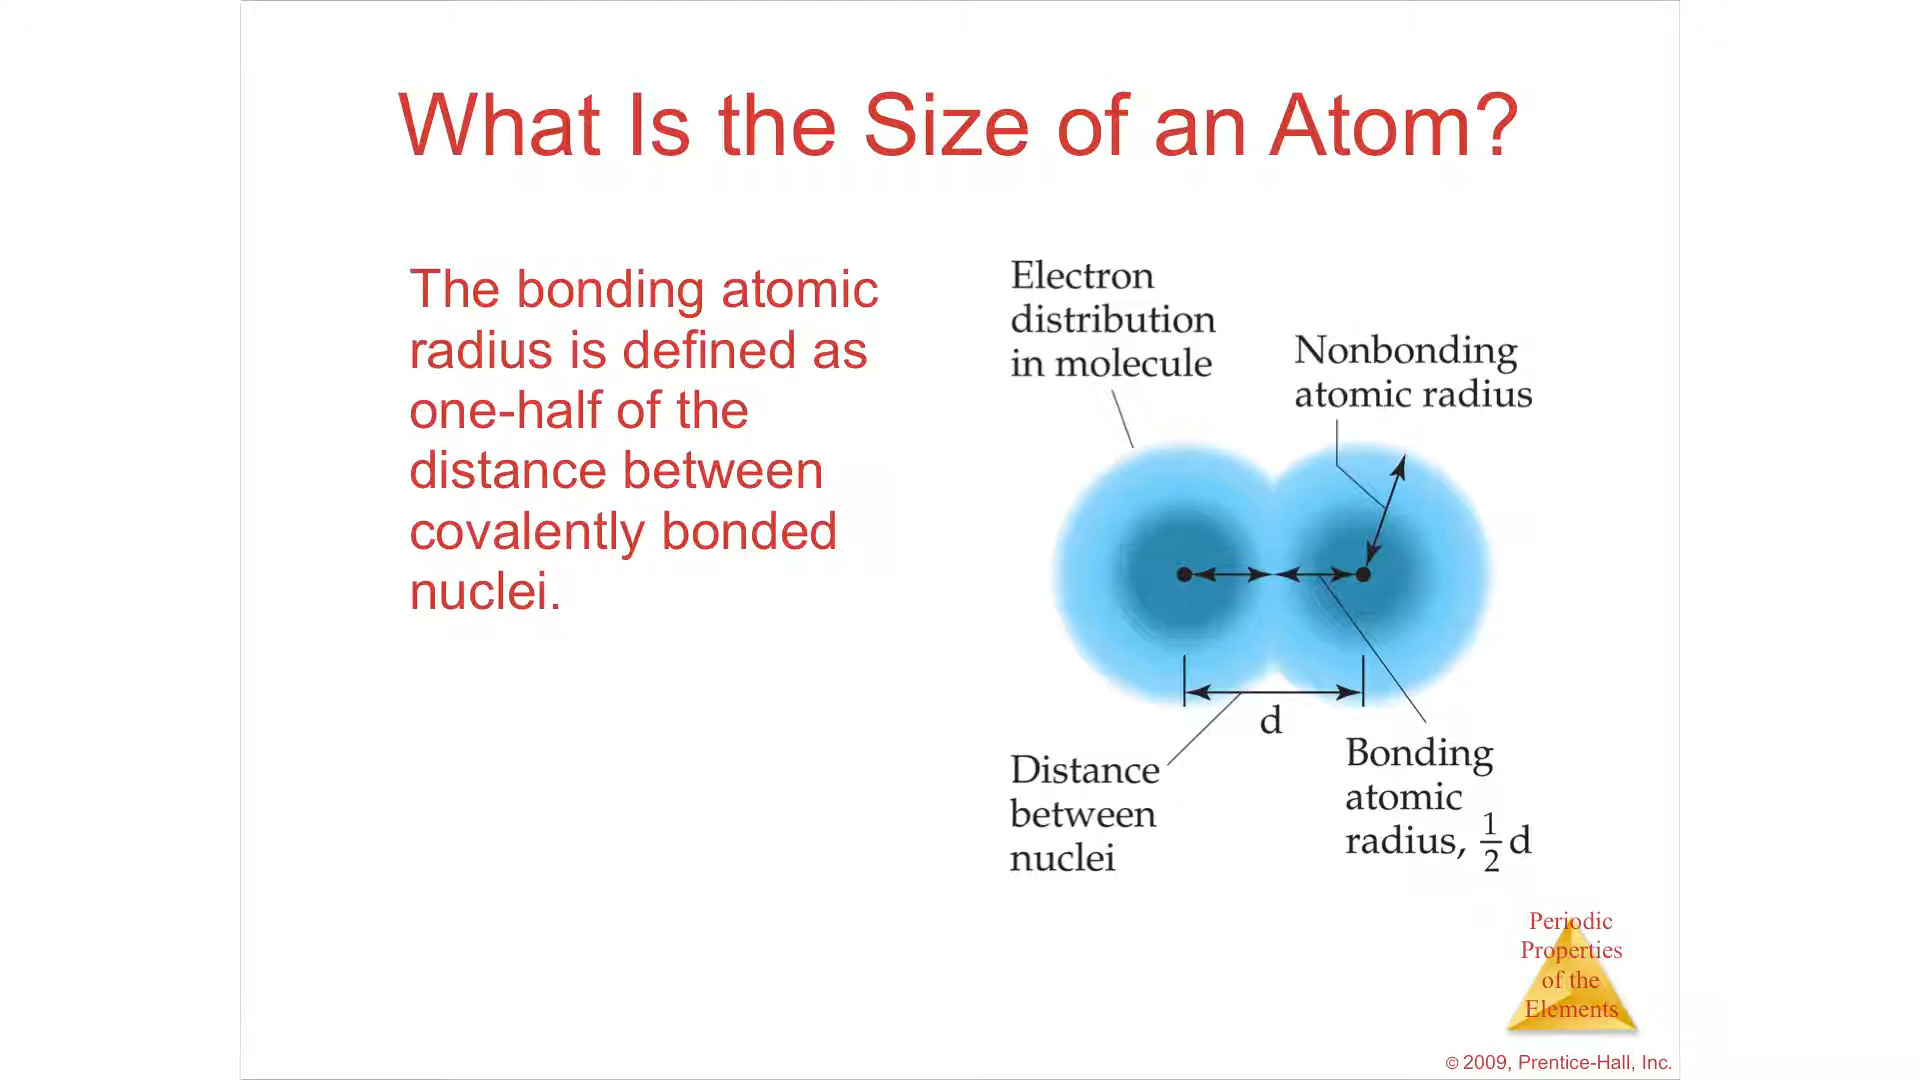 What Is the Size of an Atom?
The bonding atomic
radius is defined as
one-half of the
distance between
covalently bonded
nuclei.
Electron
distribution
in molecule
Nonbonding
atomic radius
d
Distance
between
nuclei
Bonding
atomic
radius, 1/2 d
Periodic
Properties
of the
Elements
© 2009, Prentice-Hall, Inc.